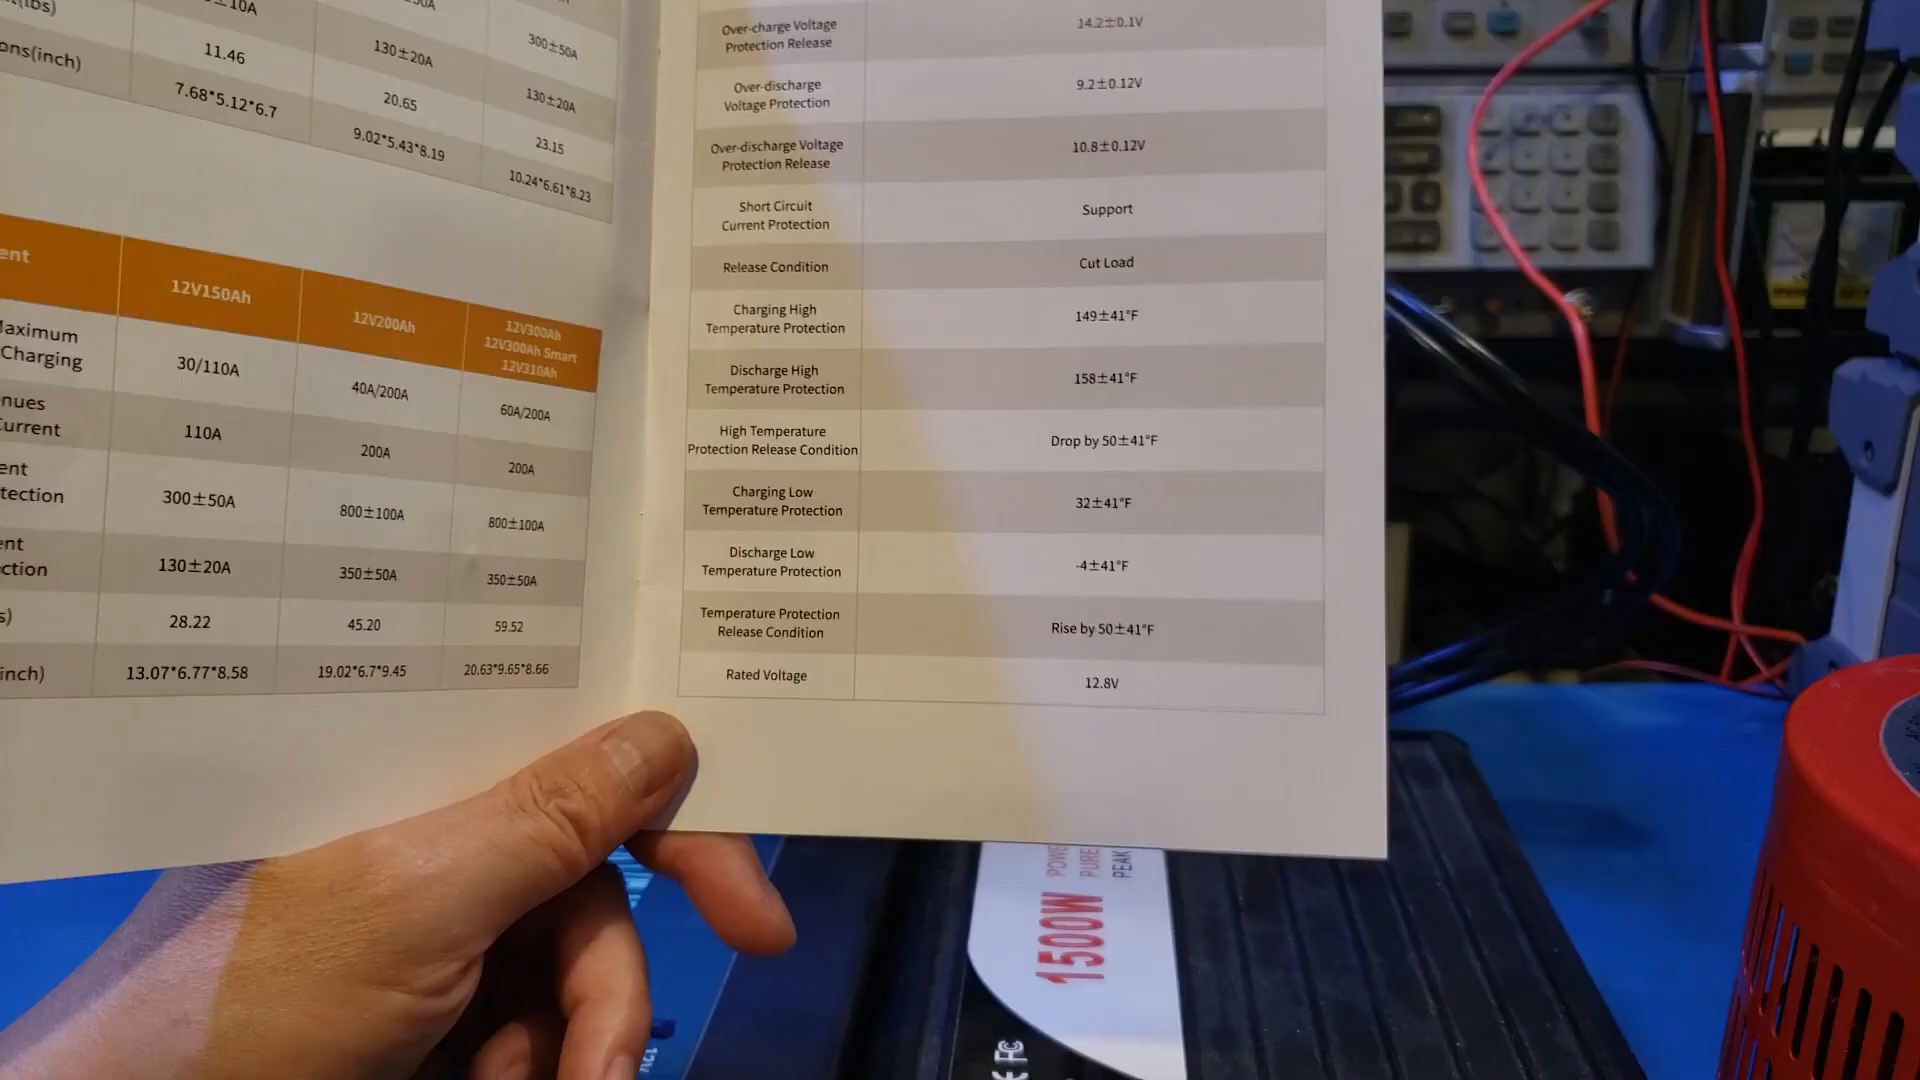 (lbs)
±10A
300±50A
11.46
130±20A
ons(inch)
130±20A
7.68*5.12*6.7
20.65
23.15
9.02*5.43*8.19
10.24*6.61*8.23
ent
12V150Ah
12V200Ah
12V300Ah
12V300Ah Smart
12V310Ah
Maximum
Charging
30/110A
40A/200A
60A/200A
nues
Current
110A
200A
200A
ent
tection
300±50A
800±100A
800±100A
ent
ction
130±20A
350±50A
350±50A
s)
28.22
45.20
59.52
inch)
13.07*6.77*8.58
19.02*6.7*9.45
20.63*9.65*8.66
Over-charge Voltage
Protection Release
14.2±0.1V
Over-discharge
Voltage Protection
9.2±0.12V
Over-discharge Voltage
Protection Release
10.8±0.12V
Short Circuit
Current Protection
Support
Release Condition
Cut Load
Charging High
Temperature Protection
149±41°F
Discharge High
Temperature Protection
158±41°F
High Temperature
Protection Release Condition
Drop by 50±41°F
Charging Low
Temperature Protection
32±41°F
Discharge Low
Temperature Protection
-4±41°F
Temperature Protection
Release Condition
Rise by 50±41°F
Rated Voltage
12.8V
1500W
POWE
PURE
PEAK
CE FC
12V